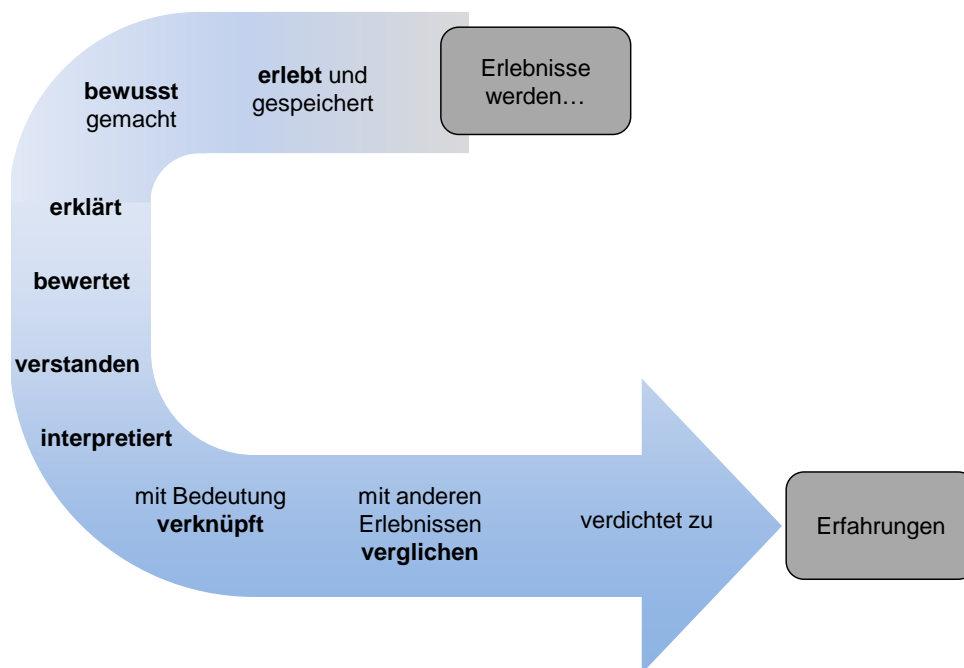 Erlebnisse
werden…
erlebt und
gespeichert
bewusst
gemacht
erklärt
bewertet
verstanden
interpretiert
mit Bedeutung
verknüpft
mit anderen
Erlebnissen
verglichen
verdichtet zu
Erfahrungen